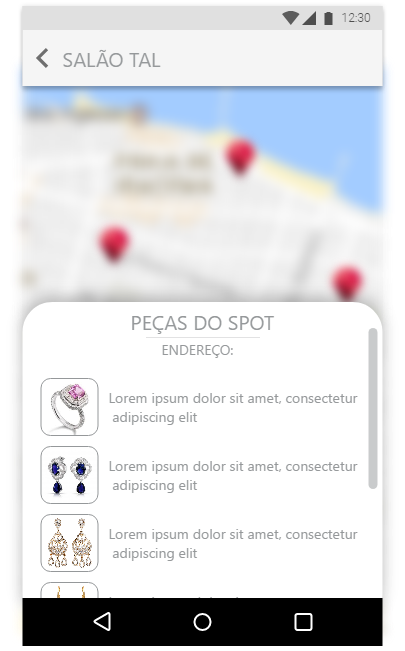 12:30
SALÃO TAL
PEÇAS DO SPOT
ENDEREÇO:
Lorem ipsum dolor sit amet, consectetur
adipiscing elit
Lorem ipsum dolor sit amet, consectetur
adipiscing elit
Lorem ipsum dolor sit amet, consectetur
adipiscing elit